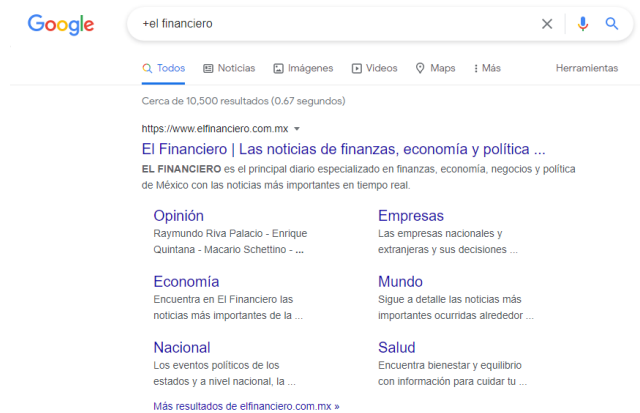 Google
+el financiero
Todos Noticias Imágenes Videos Maps Más Herramientas
Cerca de 10,500 resultados (0.67 segundos)
https://www.elfinanciero.com.mx
El Financiero | Las noticias de finanzas, economía y política ...
EL FINANCIERO es el principal diario especializado en finanzas, economía, negocios y política
de México con las noticias más importantes en tiempo real.
Opinión
Raymundo Riva Palacio - Enrique
Quintana - Macario Schettino - ...
Empresas
Las empresas nacionales y
extranjeras y sus decisiones ...
Economía
Encuentra en El Financiero las
noticias más importantes de la ...
Mundo
Sigue a detalle las noticias más
importantes ocurridas alrededor ...
Nacional
Los eventos políticos de los
estados y a nivel nacional, la ...
Salud
Encuentra bienestar y equilibrio
con información para cuidar tu ...
Más resultados de elfinanciero.com.mx »